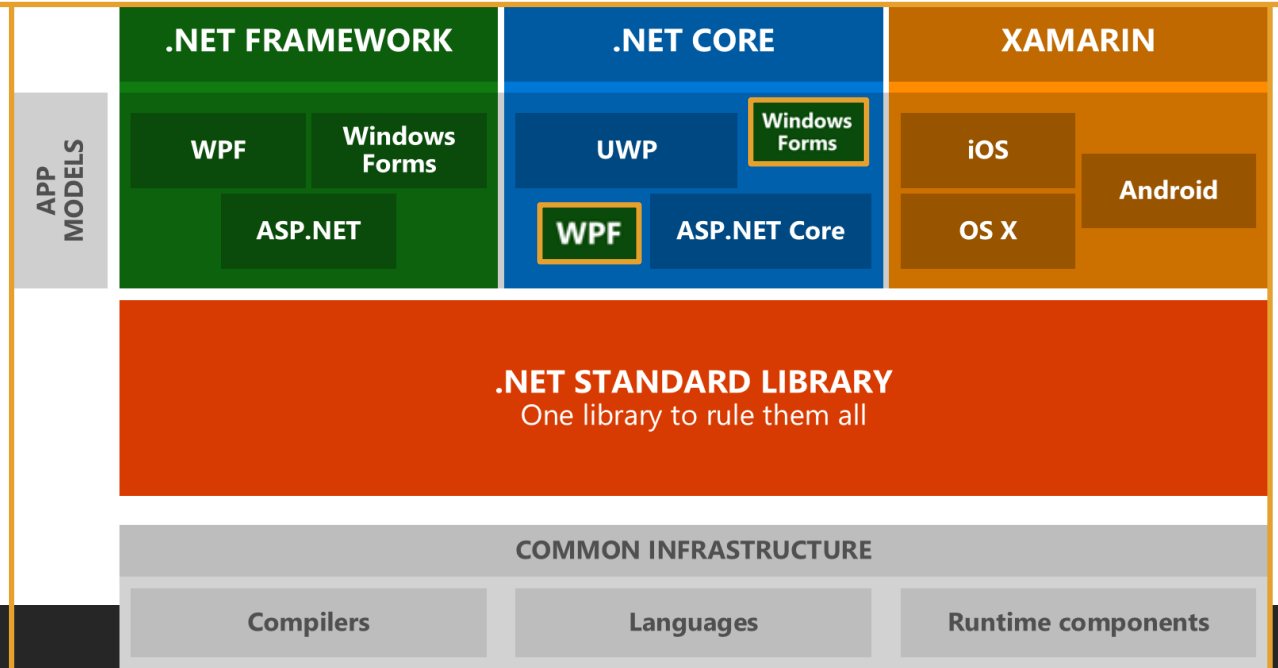 .NET FRAMEWORK
.NET CORE
XAMARIN
APP
MODELS
WPF
Windows
Forms
ASP.NET
UWP
Windows
Forms
WPF
ASP.NET Core
iOS
Android
OS X
.NET STANDARD LIBRARY
One library to rule them all
COMMON INFRASTRUCTURE
Compilers
Languages
Runtime components